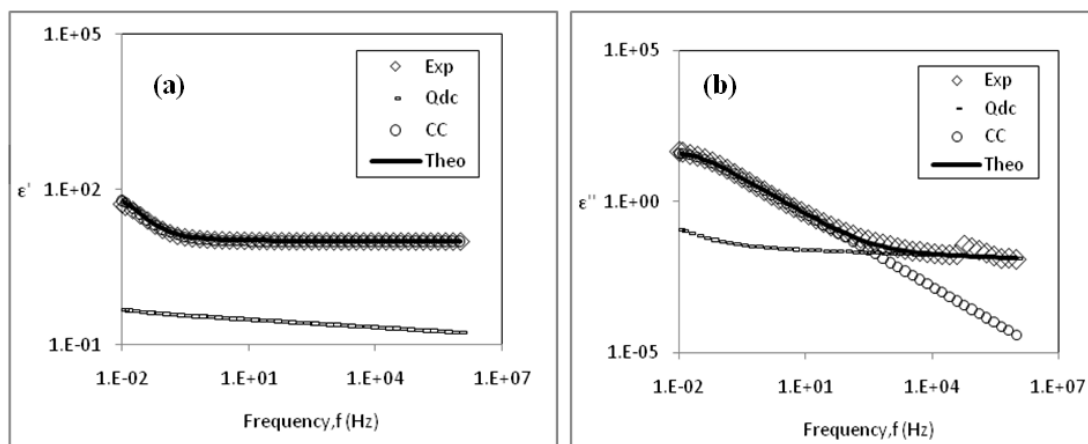 1.E+05
(a)
Exp
Qdc
CC
Theo
1.E+02
ε'
1.E-01
1.E-02
1.E+01
1.E+04
1.E+07
Frequency,f (Hz)
1.E+05
(b)
Exp
Qdc
CC
Theo
1.E+00
ε''
1.E-05
1.E-02
1.E+01
1.E+04
1.E+07
Frequency,f (Hz)